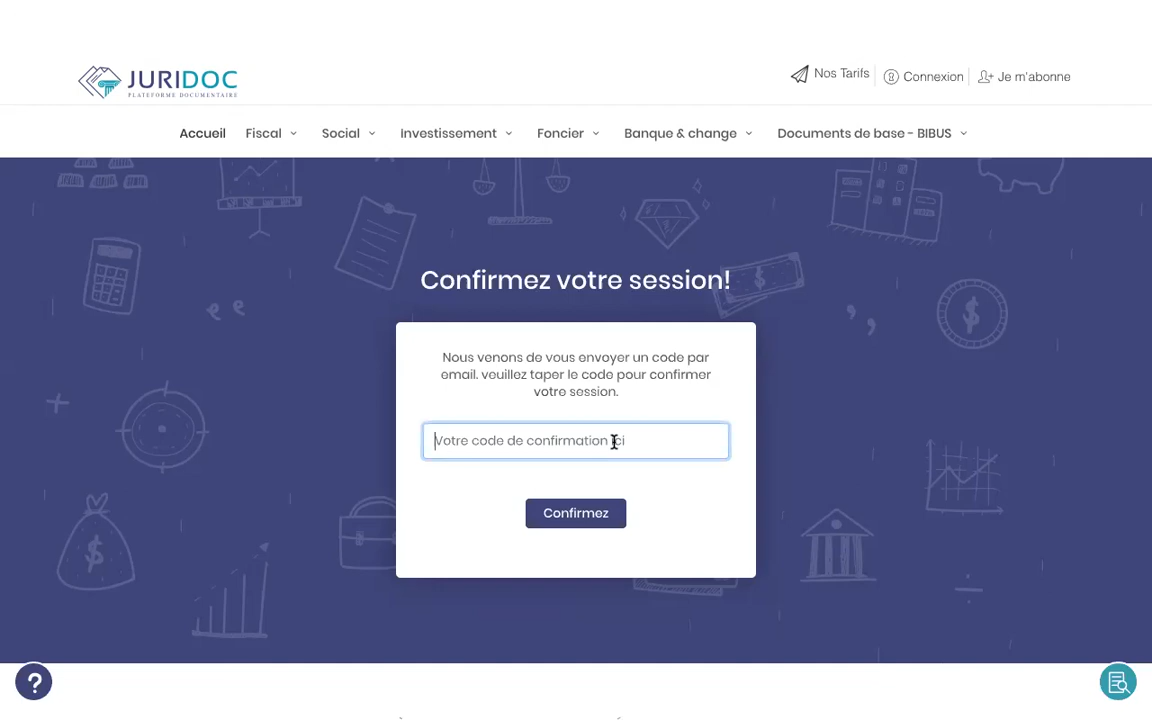 JURIDOC
PLATEFORME DOCUMENTAIRE
Nos Tarifs
Connexion
Je m'abonne
Accueil
Fiscal
Social
Investissement
Foncier
Banque & change
Documents de base - BIBUS
Confirmez votre session!
Nous venons de vous envoyer un code par
email. veuillez taper le code pour confirmer
votre session.
Votre code de confirmation ici
Confirmez
?